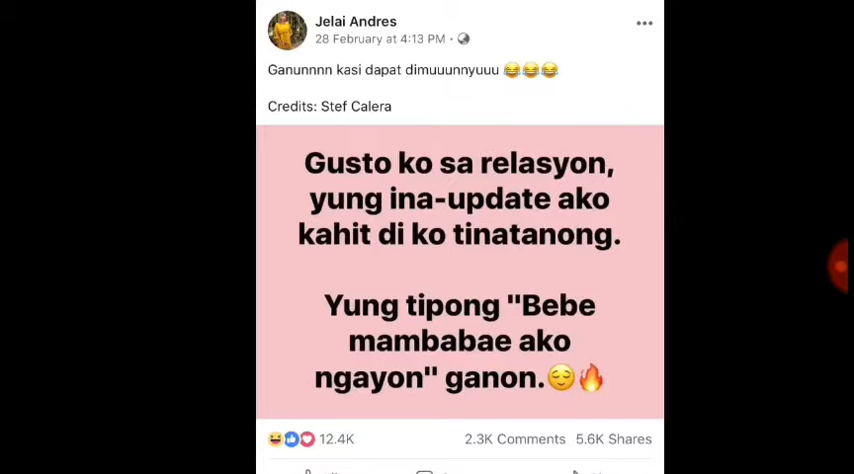 Jelai Andres
28 February at 4:13 PM ·
Ganunnnn kasi dapat dimuuunnyuuu 😂😂😂
Credits: Stef Calera
Gusto ko sa relasyon,
yung ina-update ako
kahit di ko tinatanong.
Yung tipong "Bebe
mambabae ako
ngayon" ganon.😌🔥
12.4K 2.3K Comments 5.6K Shares